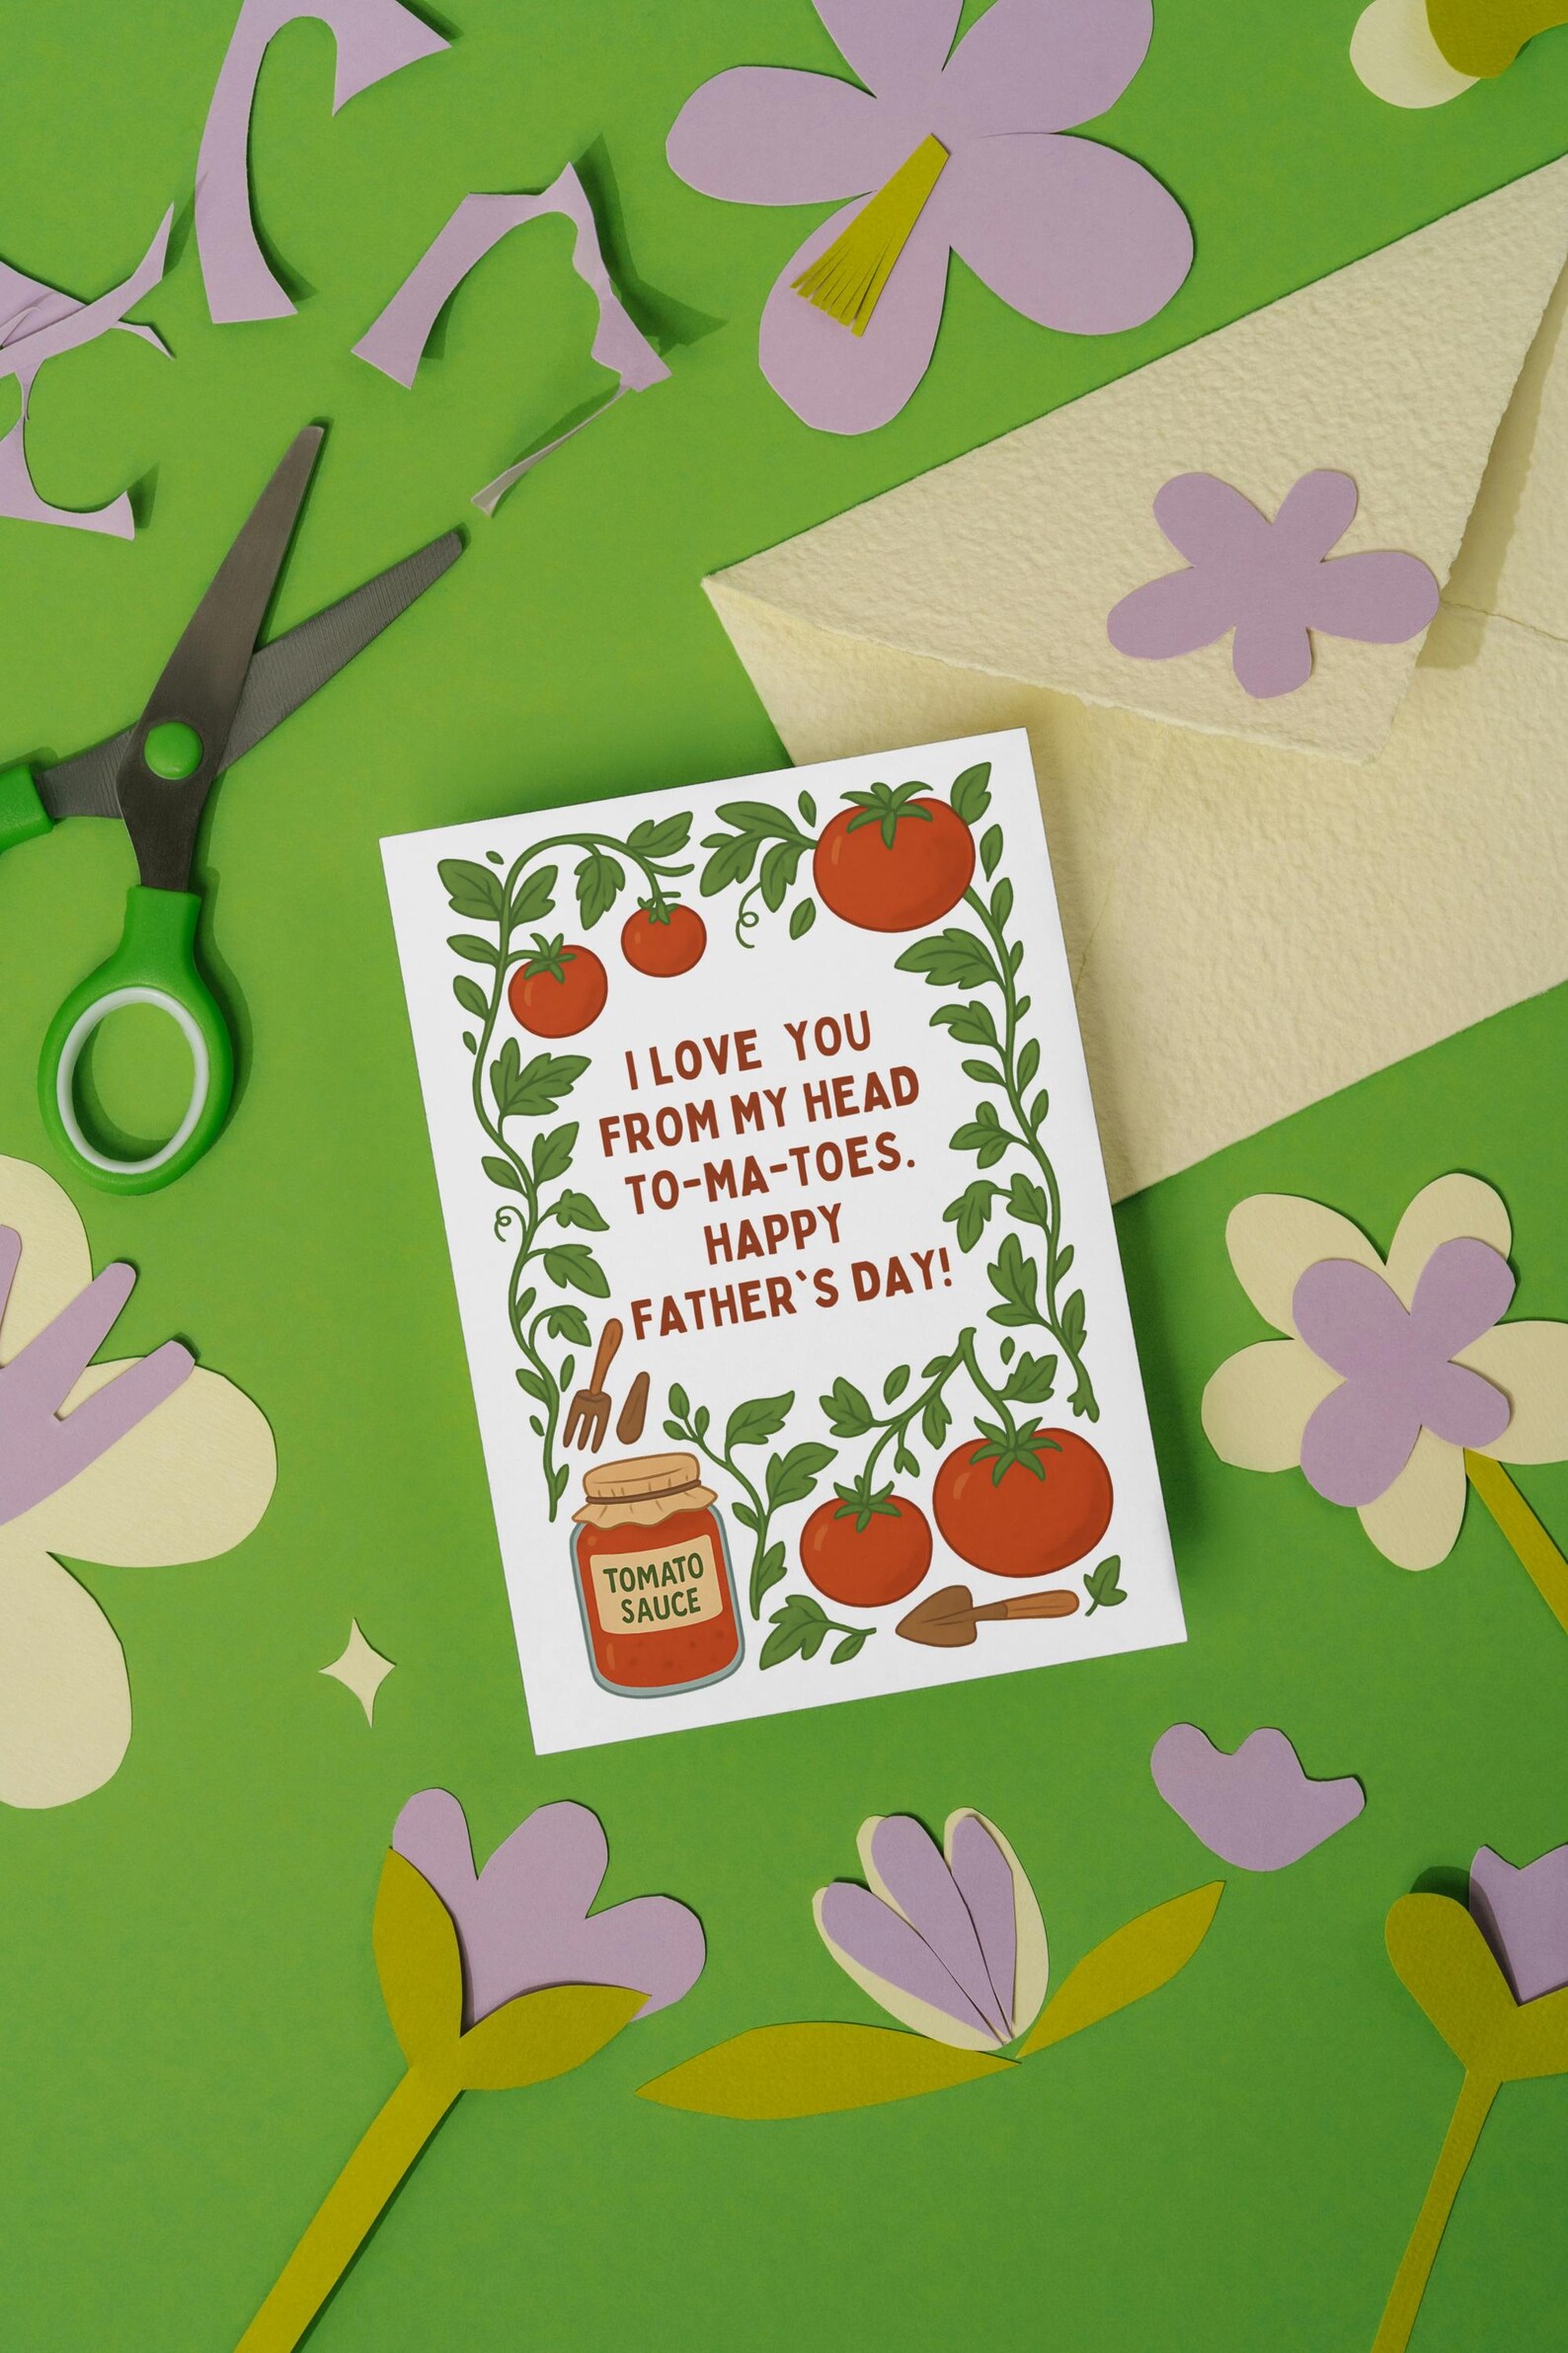 I LOVE YOU
FROM MY HEAD
TO-MA-TOES.
HAPPY
FATHER`S DAY!
TOMATO
SAUCE